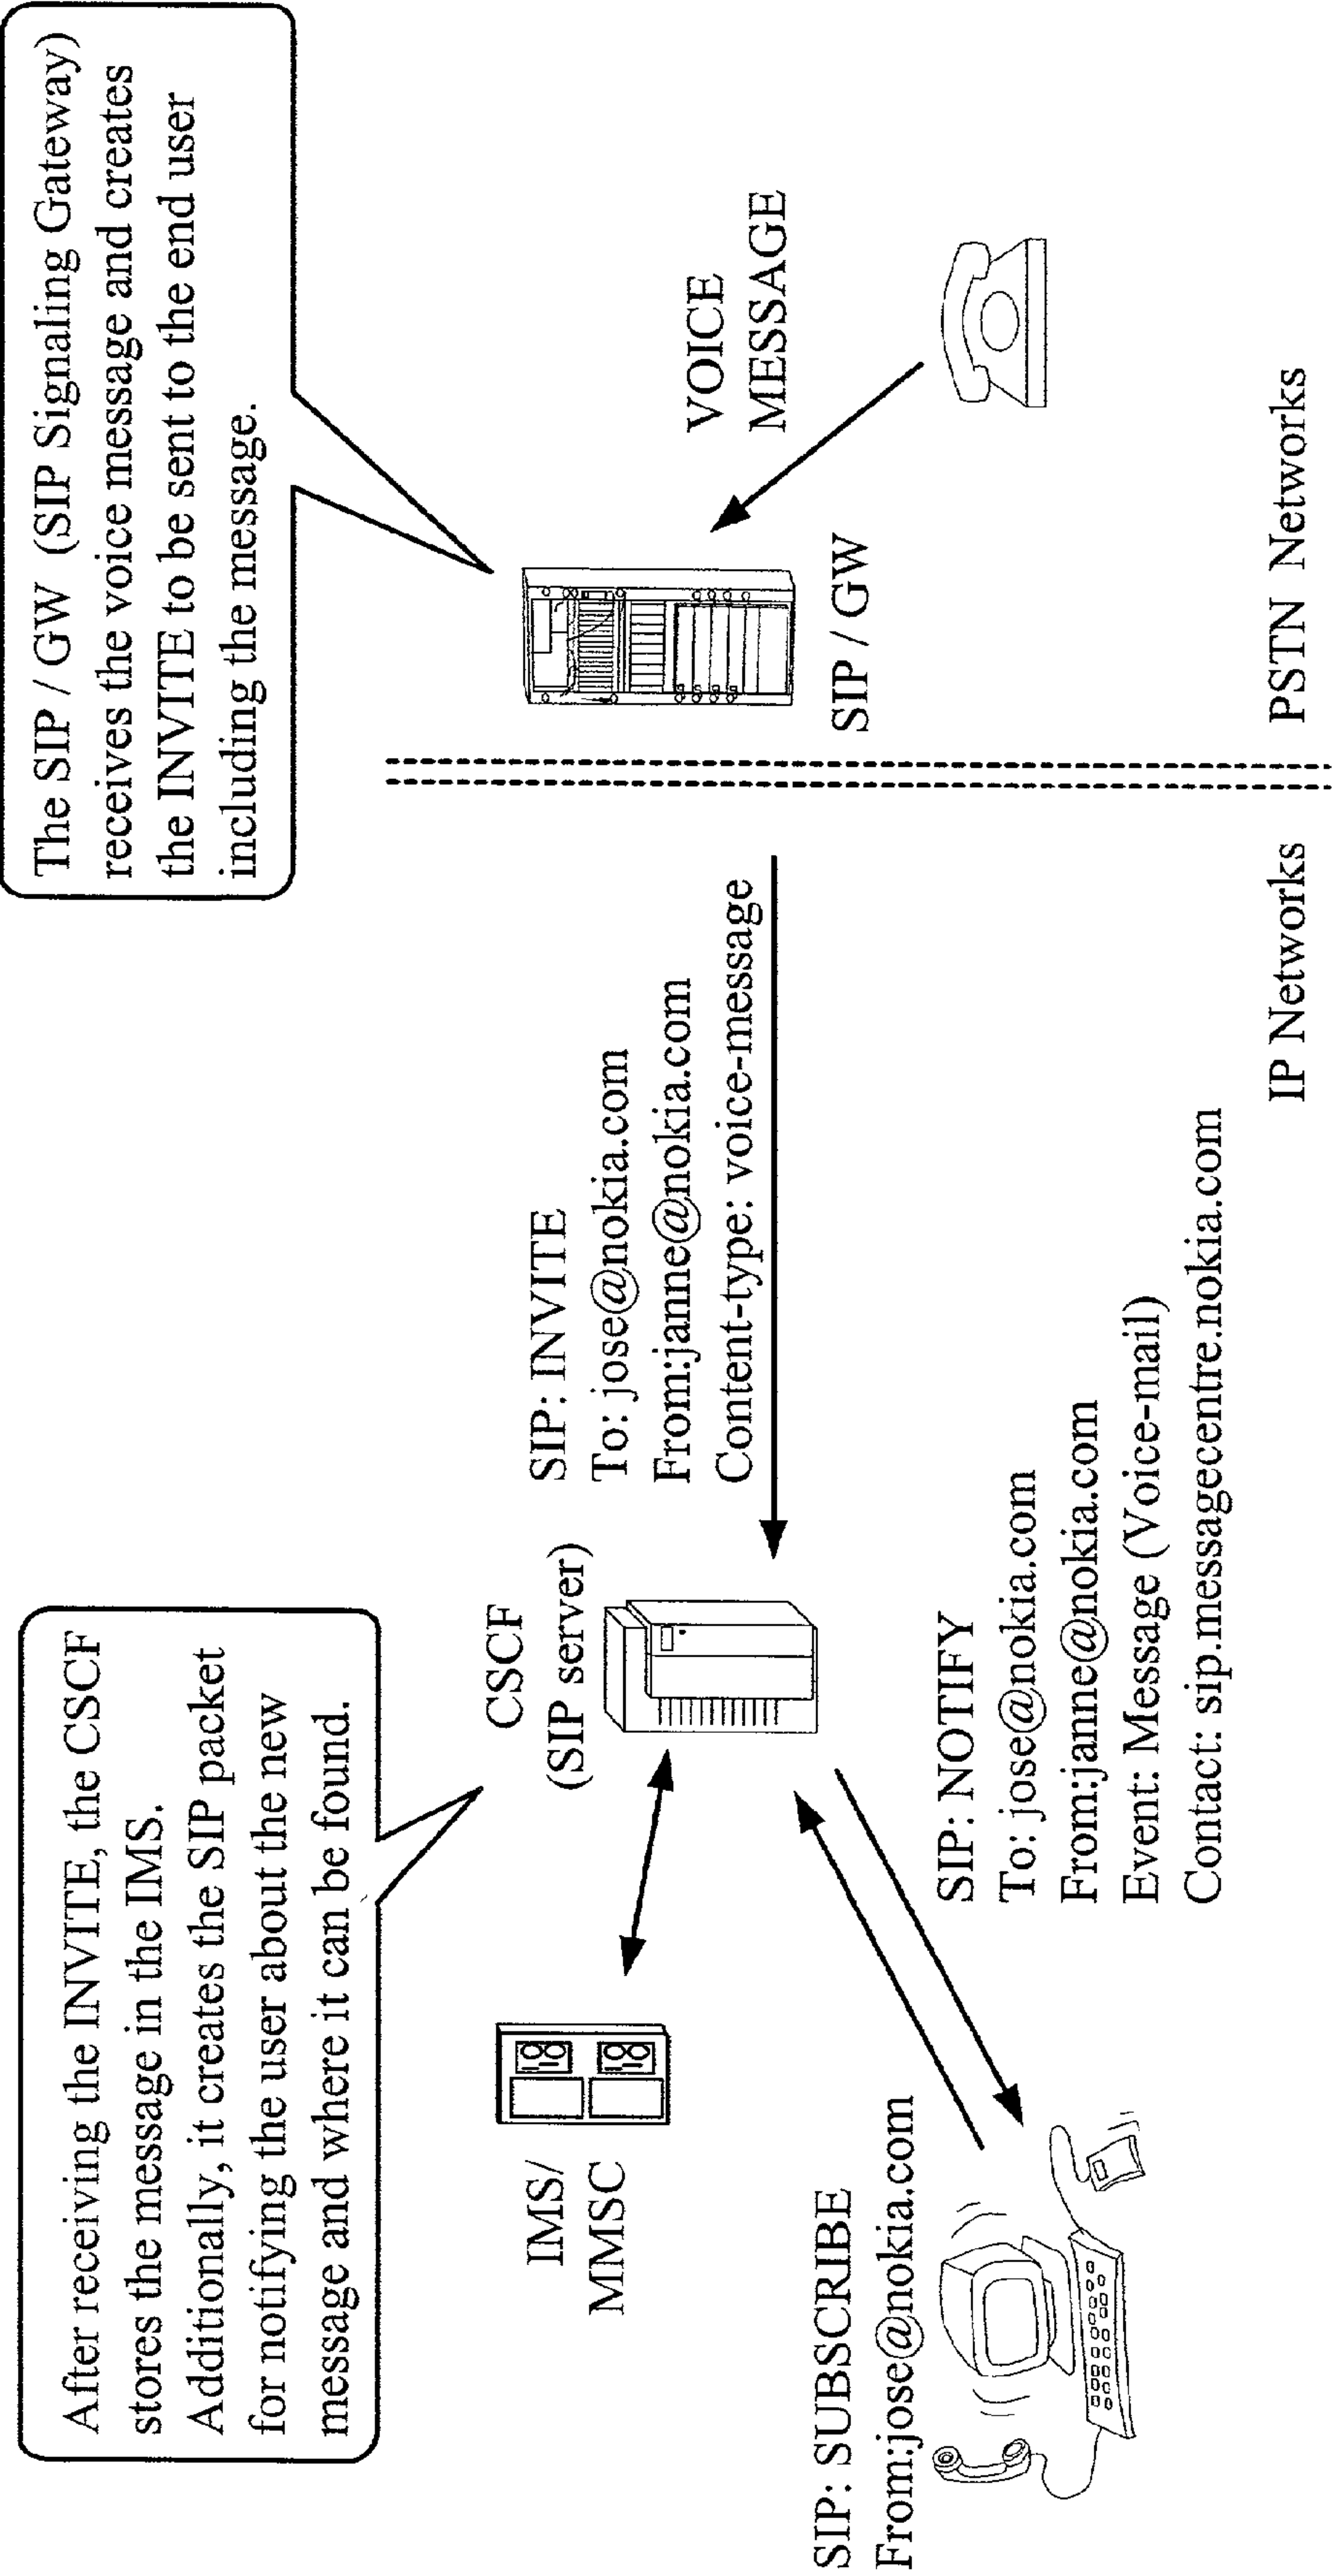 After receiving the INVITE, the CSCF
stores the message in the IMS.
Additionally, it creates the SIP packet
for notifying the user about the new
message and where it can be found.
The SIP / GW (SIP Signaling Gateway)
receives the voice message and creates
the INVITE to be sent to the end user
including the message.
IMS/
MMSC
CSCF
(SIP server)
SIP: INVITE
To: jose@nokia.com
From:janne@nokia.com
Content-type: voice-message
SIP / GW
VOICE
MESSAGE
SIP: SUBSCRIBE
From:jose@nokia.com
SIP: NOTIFY
To: jose@nokia.com
From:janne@nokia.com
Event: Message (Voice-mail)
Contact: sip.messagecentre.nokia.com
IP Networks
PSTN Networks